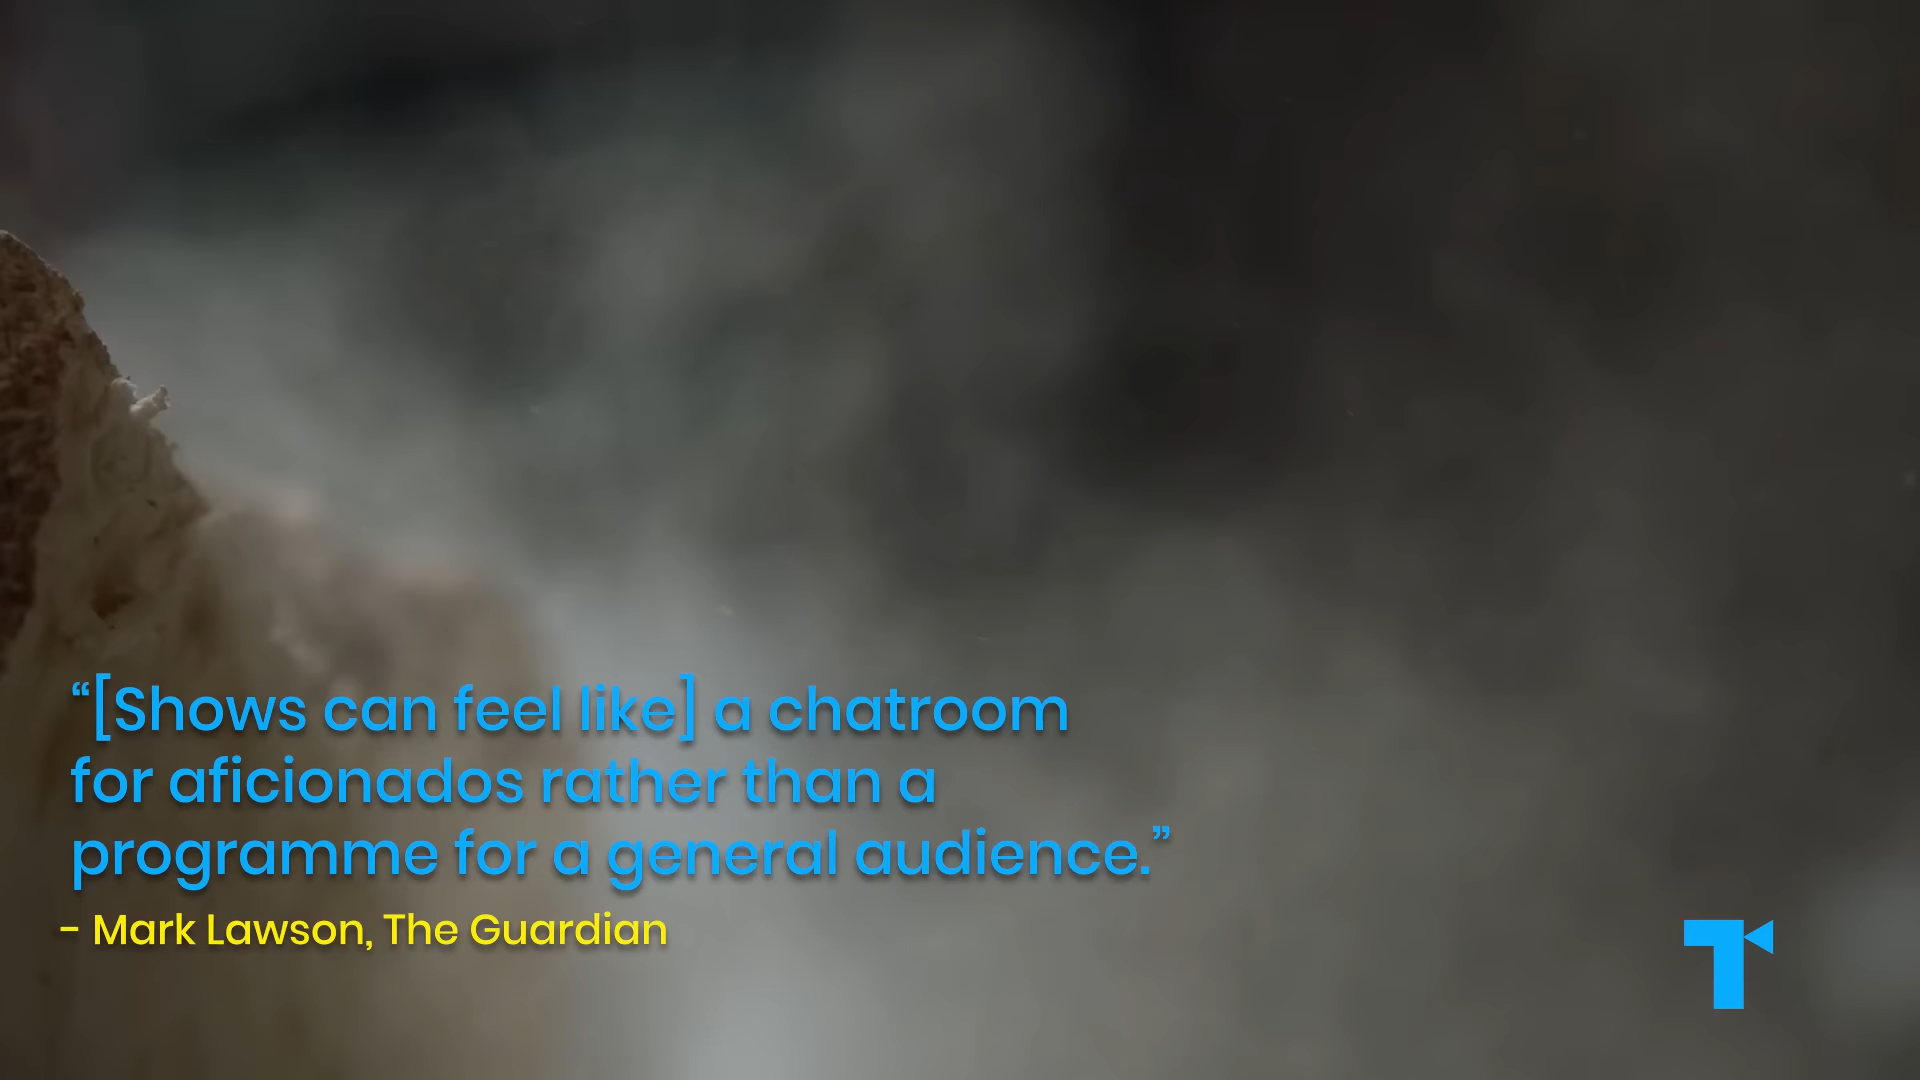 “[Shows can feel like] a chatroom
for aficionados rather than a
programme for a general audience.”
– Mark Lawson, The Guardian